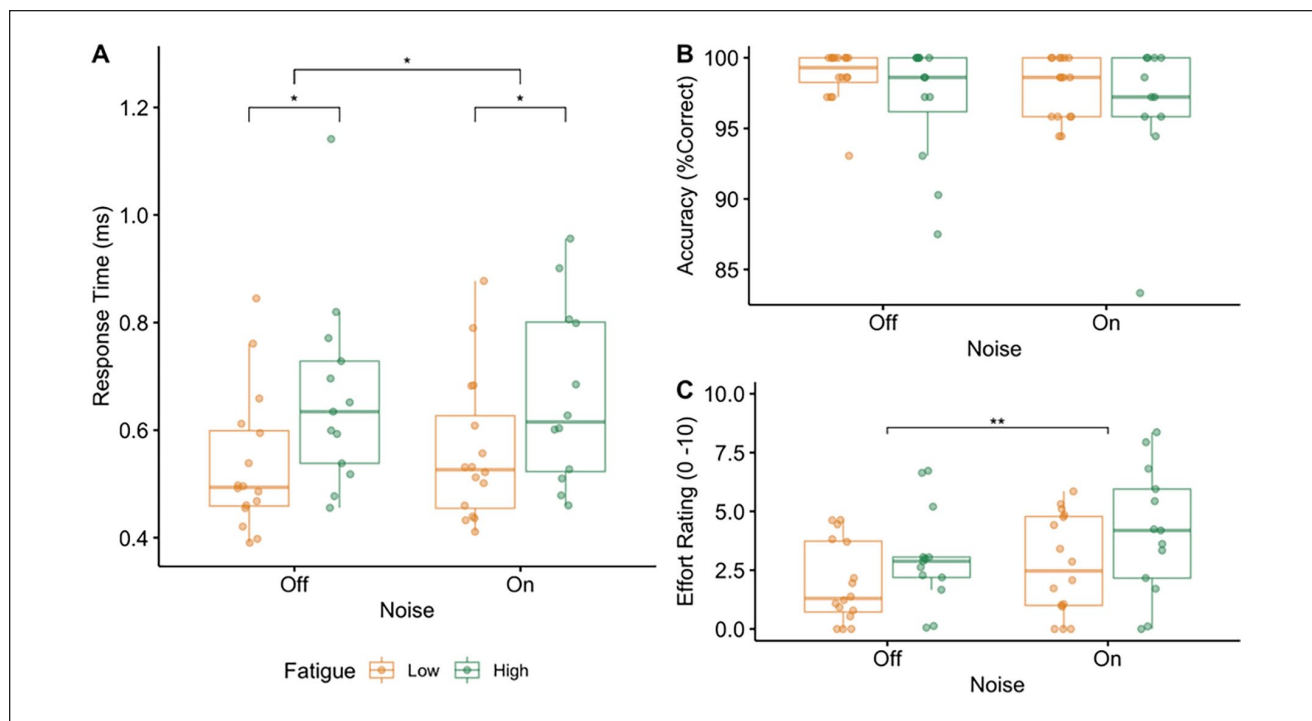 A
Response Time (ms)
1.2
1.0
0.8
0.6
0.4
*
*
*
Off
On
Noise
Fatigue
Low
High
B
Accuracy (%Correct)
100
95
90
85
Off
On
Noise
C
Effort Rating (0 -10)
10.0
7.5
5.0
2.5
0.0
**
Off
On
Noise